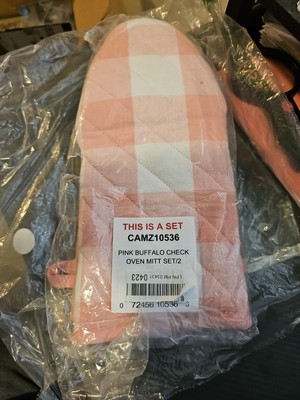 THIS IS A SET
CAMZ10536
PINK BUFFALO CHECK
OVEN MITT SET/2
0423
0 72456 10536